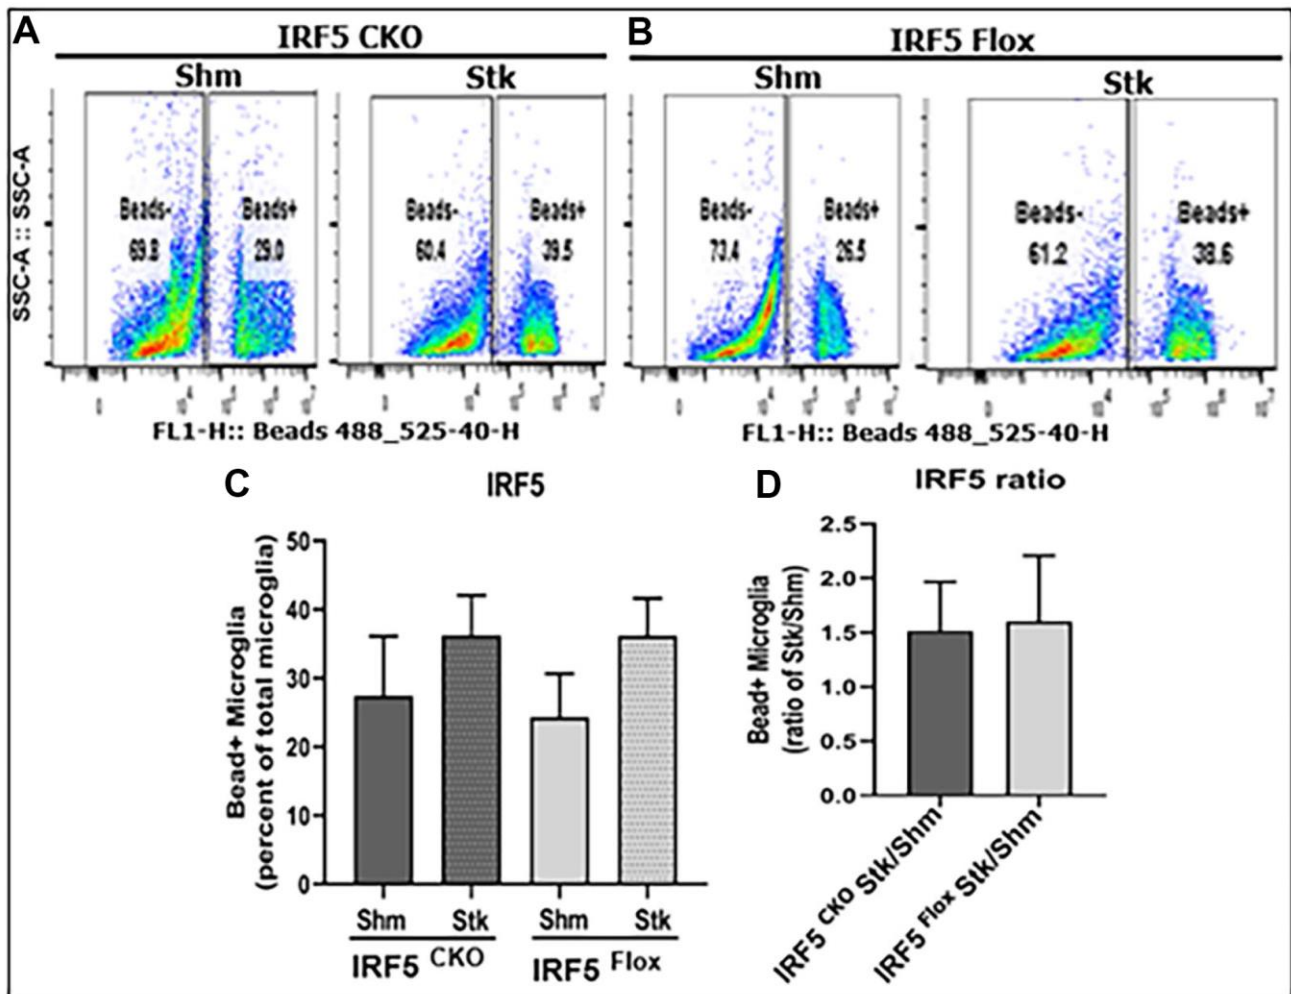 A
IRF5 CKO
Shm
Stk
SSC-A :: SSC-A
Beads-
69.8
Beads+
29.0
Beads-
60.4
Beads+
39.5
FL1-H:: Beads 488_525-40-H
B
IRF5 Flox
Shm
Stk
Beads-
73.4
Beads+
26.5
Beads-
61.2
Beads+
38.6
FL1-H:: Beads 488_525-40-H
C
IRF5
Bead+ Microglia
(percent of total microglia)
50
40
30
20
10
0
Shm
Stk
Shm
Stk
IRF5 CKO
IRF5 Flox
D
IRF5 ratio
Bead+ Microglia
(ratio of Stk/Shm)
2.5
2.0
1.5
1.0
0.5
0.0
IRF5 CKO Stk/Shm
IRF5 Flox Stk/Shm